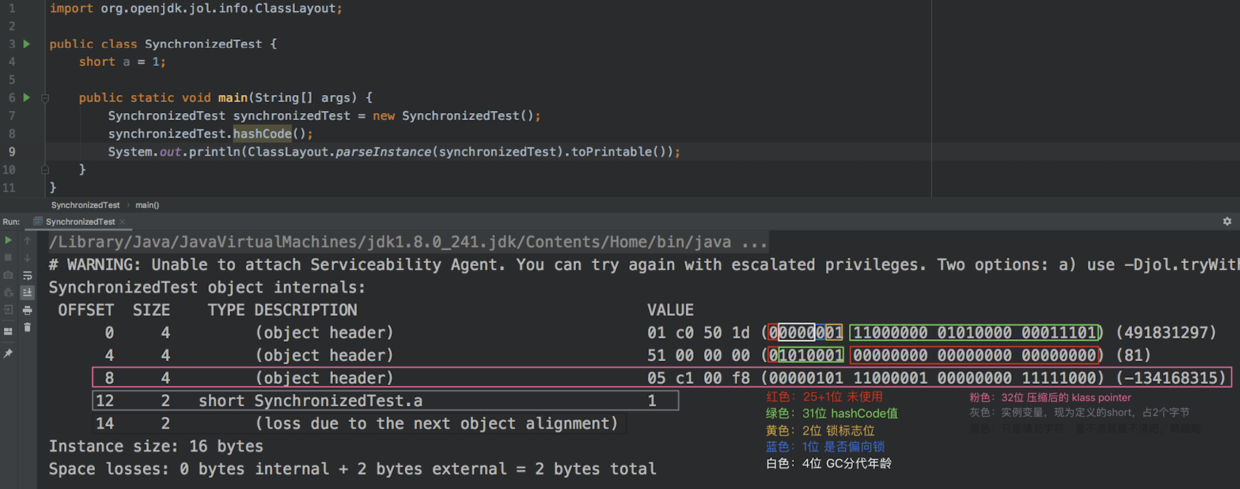 1 import org.openjdk.jol.info.ClassLayout;
2
3 public class SynchronizedTest {
4 short a = 1;
5
6 public static void main(String[] args) {
7 SynchronizedTest synchronizedTest = new SynchronizedTest();
8 synchronizedTest.hashCode();
9 System.out.println(ClassLayout.parseInstance(synchronizedTest).toPrintable());
10 }
11 }
SynchronizedTest › main()
Run: SynchronizedTest ×
/Library/Java/JavaVirtualMachines/jdk1.8.0_241.jdk/Contents/Home/bin/java ...
# WARNING: Unable to attach Serviceability Agent. You can try again with escalated privileges. Two options: a) use -Djol.tryWit
SynchronizedTest object internals:
OFFSET SIZE TYPE DESCRIPTION VALUE
0 4 (object header) 01 c0 50 1d (00000001 11000000 01010000 00011101) (491831297)
4 4 (object header) 51 00 00 00 (01010001 00000000 00000000 00000000) (81)
8 4 (object header) 05 c1 00 f8 (00000101 11000001 00000000 11111000) (-134168315)
12 2 short SynchronizedTest.a 1
14 2 (loss due to the next object alignment)
Instance size: 16 bytes
Space losses: 0 bytes internal + 2 bytes external = 2 bytes total
红色：25+1位 未使用
绿色：31位 hashCode值
黄色：2位 锁标志位
蓝色：1位 是否偏向锁
白色：4位 GC分代年龄
粉色：32位 压缩后的 klass pointer
灰色：实例变量，现为定义的short，占2个字节